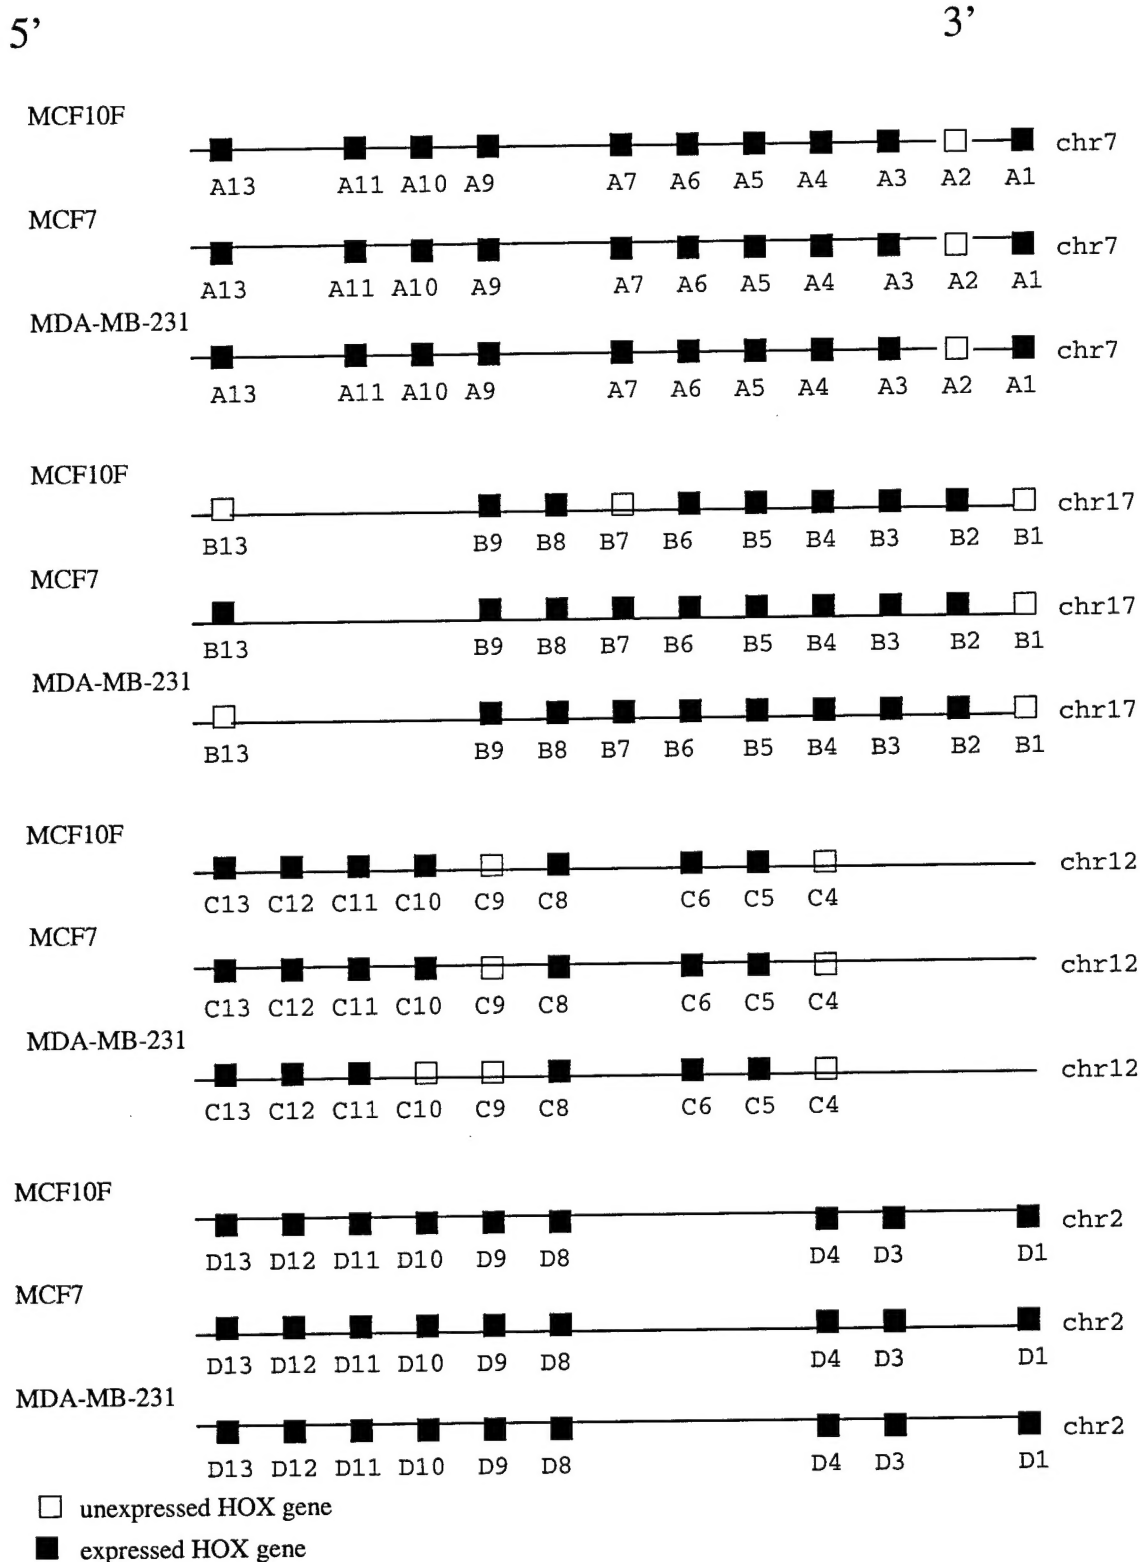 5’ 3’
MCF10F
chr7
A13 A11 A10 A9 A7 A6 A5 A4 A3 A2 A1
MCF7
chr7
A13 A11 A10 A9 A7 A6 A5 A4 A3 A2 A1
MDA-MB-231
chr7
A13 A11 A10 A9 A7 A6 A5 A4 A3 A2 A1
MCF10F
chr17
B13 B9 B8 B7 B6 B5 B4 B3 B2 B1
MCF7
chr17
B13 B9 B8 B7 B6 B5 B4 B3 B2 B1
MDA-MB-231
chr17
B13 B9 B8 B7 B6 B5 B4 B3 B2 B1
MCF10F
chr12
C13 C12 C11 C10 C9 C8 C6 C5 C4
MCF7
chr12
C13 C12 C11 C10 C9 C8 C6 C5 C4
MDA-MB-231
chr12
C13 C12 C11 C10 C9 C8 C6 C5 C4
MCF10F
chr2
D13 D12 D11 D10 D9 D8 D4 D3 D1
MCF7
chr2
D13 D12 D11 D10 D9 D8 D4 D3 D1
MDA-MB-231
chr2
D13 D12 D11 D10 D9 D8 D4 D3 D1
unexpressed HOX gene
expressed HOX gene